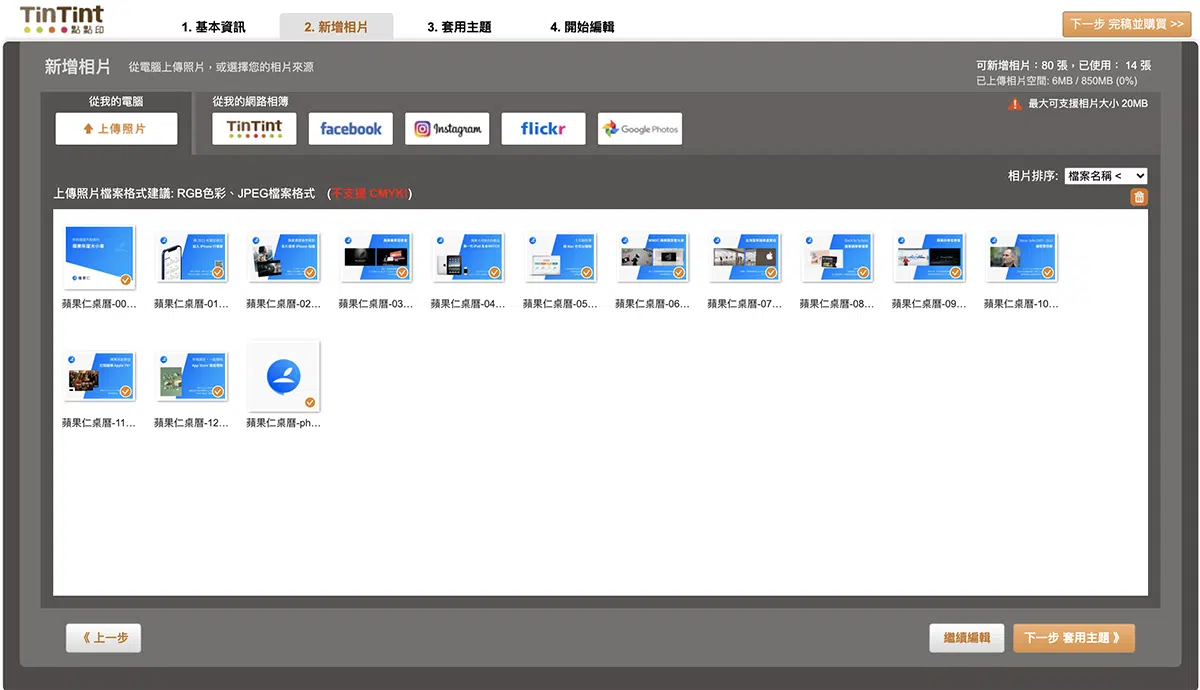 TinTint
點點印
1. 基本資訊
2. 新增相片
3. 套用主題
4. 開始編輯
下一步 完稿並購買 >>
新增相片
從電腦上傳照片，或選擇您的相片來源
可新增相片：80 張，已使用： 14 張
已上傳相片空間: 6MB / 850MB (0%)
從我的電腦
從我的網路相簿
最大可支援相片大小 20MB
上傳照片
TinTint
facebook
Instagram
flickr
Google Photos
相片排序:
檔案名稱 <
上傳照片檔案格式建議: RGB色彩、JPEG檔案格式 (不支援 CMYK!)
蘋果仁桌曆-00...
蘋果仁桌曆-01...
蘋果仁桌曆-02...
蘋果仁桌曆-03...
蘋果仁桌曆-04...
蘋果仁桌曆-05...
蘋果仁桌曆-06...
蘋果仁桌曆-07...
蘋果仁桌曆-08...
蘋果仁桌曆-09...
蘋果仁桌曆-10...
蘋果仁桌曆-11...
蘋果仁桌曆-12...
蘋果仁桌曆-ph...
《 上一步
繼續編輯
下一步 套用主題 》